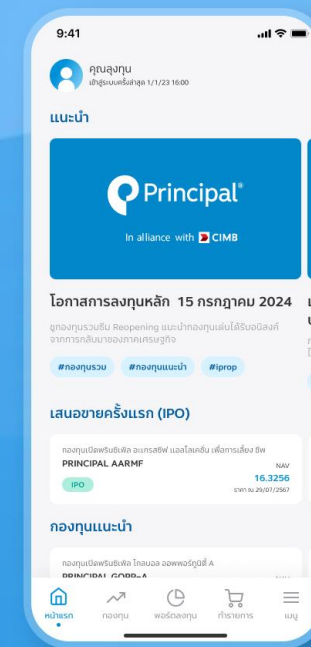 9:41
คุณลุงทุน
เข้าสู่ระบบครั้งล่าสุด 1/1/23 16:00
แนะนำ
Principal®
In alliance with CIMB
โอกาสการลงทุนหลัก 15 กรกฎาคม 2024
ชูกองทุนรวมธีม Reopening แนะนำกองทุนเด่นได้รับอนิสงค์
จากการกลับมาของภาคเศรษฐกิจ
#กองทุนรวม #กองทุนแนะนำ #iprop
เสนอขายครั้งแรก (IPO)
กองทุนเปิดพรินซิเพิล อะเกรสซิฟ แอลโลเคชั่น เพื่อการเลี้ยงชีพ
PRINCIPAL AARMF
NAV
IPO
16.3256
ราคา ณ 29/07/2567
กองทุนแนะนำ
กองทุนเปิดพรินซิเพิล โกลบอล ออพพอร์ทูนิตี้ A
PRINCIPAL GOPP-A
หน้าแรก กองทุน พอร์ตลงทุน ทำรายการ เมนู